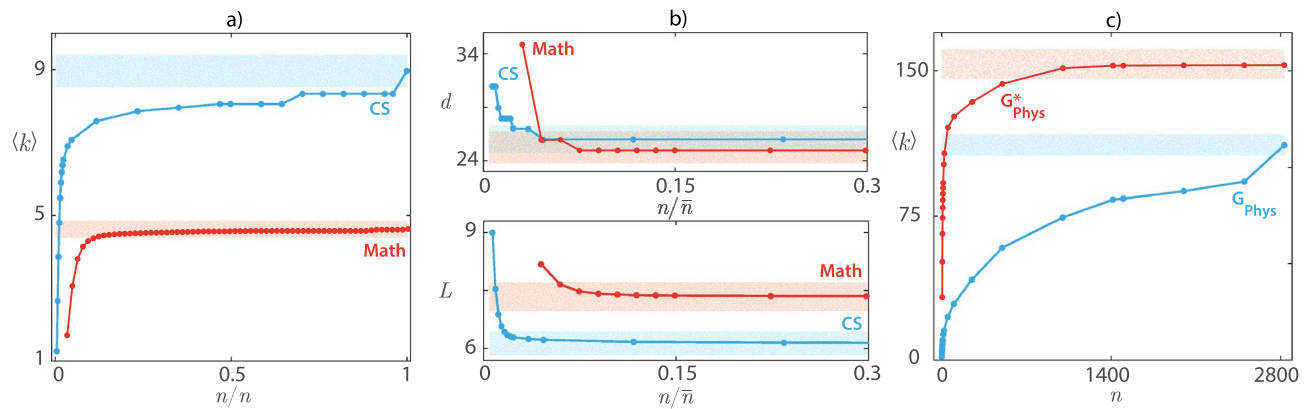 a)
9
⟨k⟩
5
1
CS
Math
0
0.5
1
n/n
b)
34
d
24
Math
CS
0
0.15
0.3
n/n̅
9
L
6
Math
CS
0
0.15
0.3
n/n̅
c)
150
⟨k⟩
75
0
G*Phys
GPhys
0
1400
2800
n